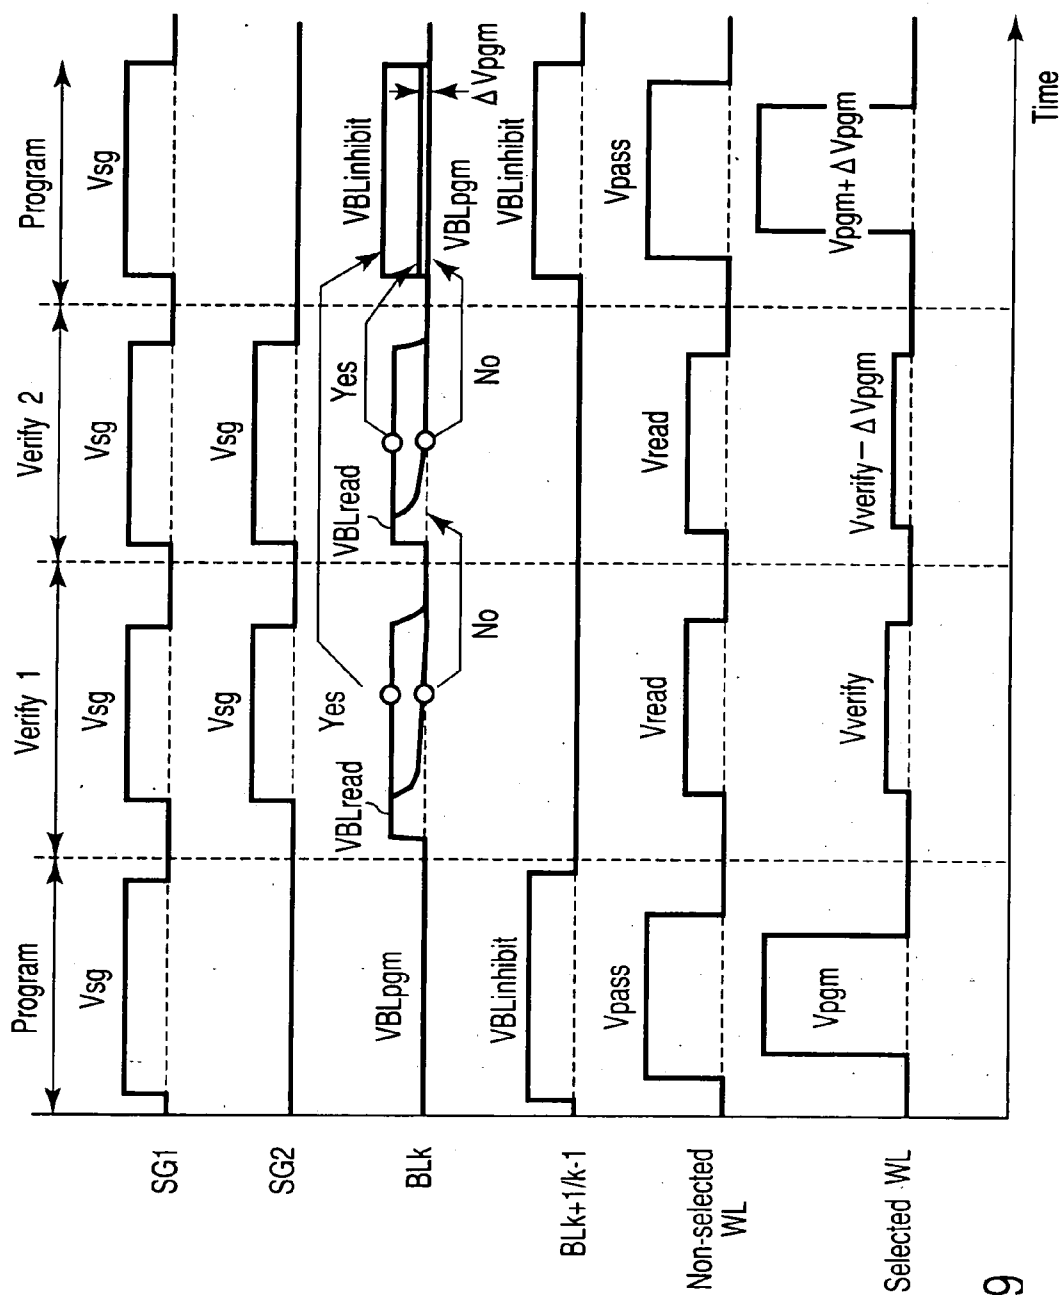 Program
Verify 1
Verify 2
Program
SG1
Vsg
Vsg
Vsg
Vsg
SG2
Vsg
Vsg
BLk
VBLpgm
VBLread
Yes
No
VBLread
Yes
No
VBLinhibit
VBLpgm
ΔVpgm
BLk+1/k-1
VBLinhibit
VBLinhibit
Non-selected
WL
Vpass
Vread
Vread
Vpass
Selected WL
Vpgm
Vverify
Vverify－ΔVpgm
Vpgm+ΔVpgm
Time
9